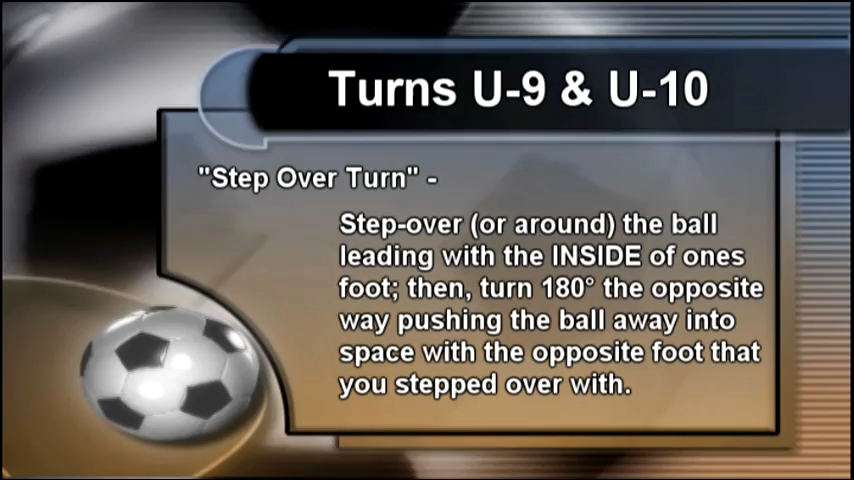 Turns U-9 & U-10
"Step Over Turn" -
Step-over (or around) the ball
leading with the INSIDE of ones
foot; then, turn 180° the opposite
way pushing the ball away into
space with the opposite foot that
you stepped over with.